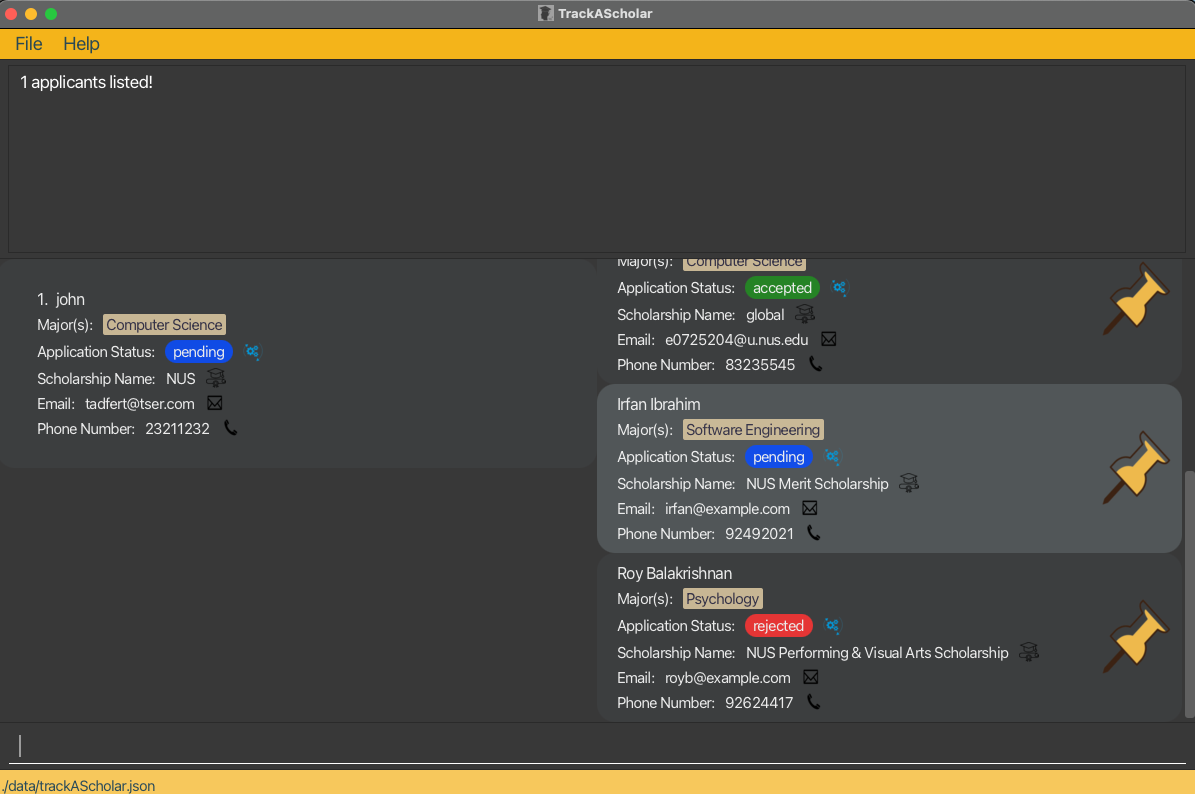 TrackAScholar
File Help
1 applicants listed!
1. john
Major(s): Computer Science
Application Status: pending
Scholarship Name: NUS
Email: tadfert@tser.com
Phone Number: 23211232
Major(s): Computer Science
Application Status: accepted
Scholarship Name: global
Email: e0725204@u.nus.edu
Phone Number: 83235545
Irfan Ibrahim
Major(s): Software Engineering
Application Status: pending
Scholarship Name: NUS Merit Scholarship
Email: irfan@example.com
Phone Number: 92492021
Roy Balakrishnan
Major(s): Psychology
Application Status: rejected
Scholarship Name: NUS Performing & Visual Arts Scholarship
Email: royb@example.com
Phone Number: 92624417
./data/trackAScholar.json